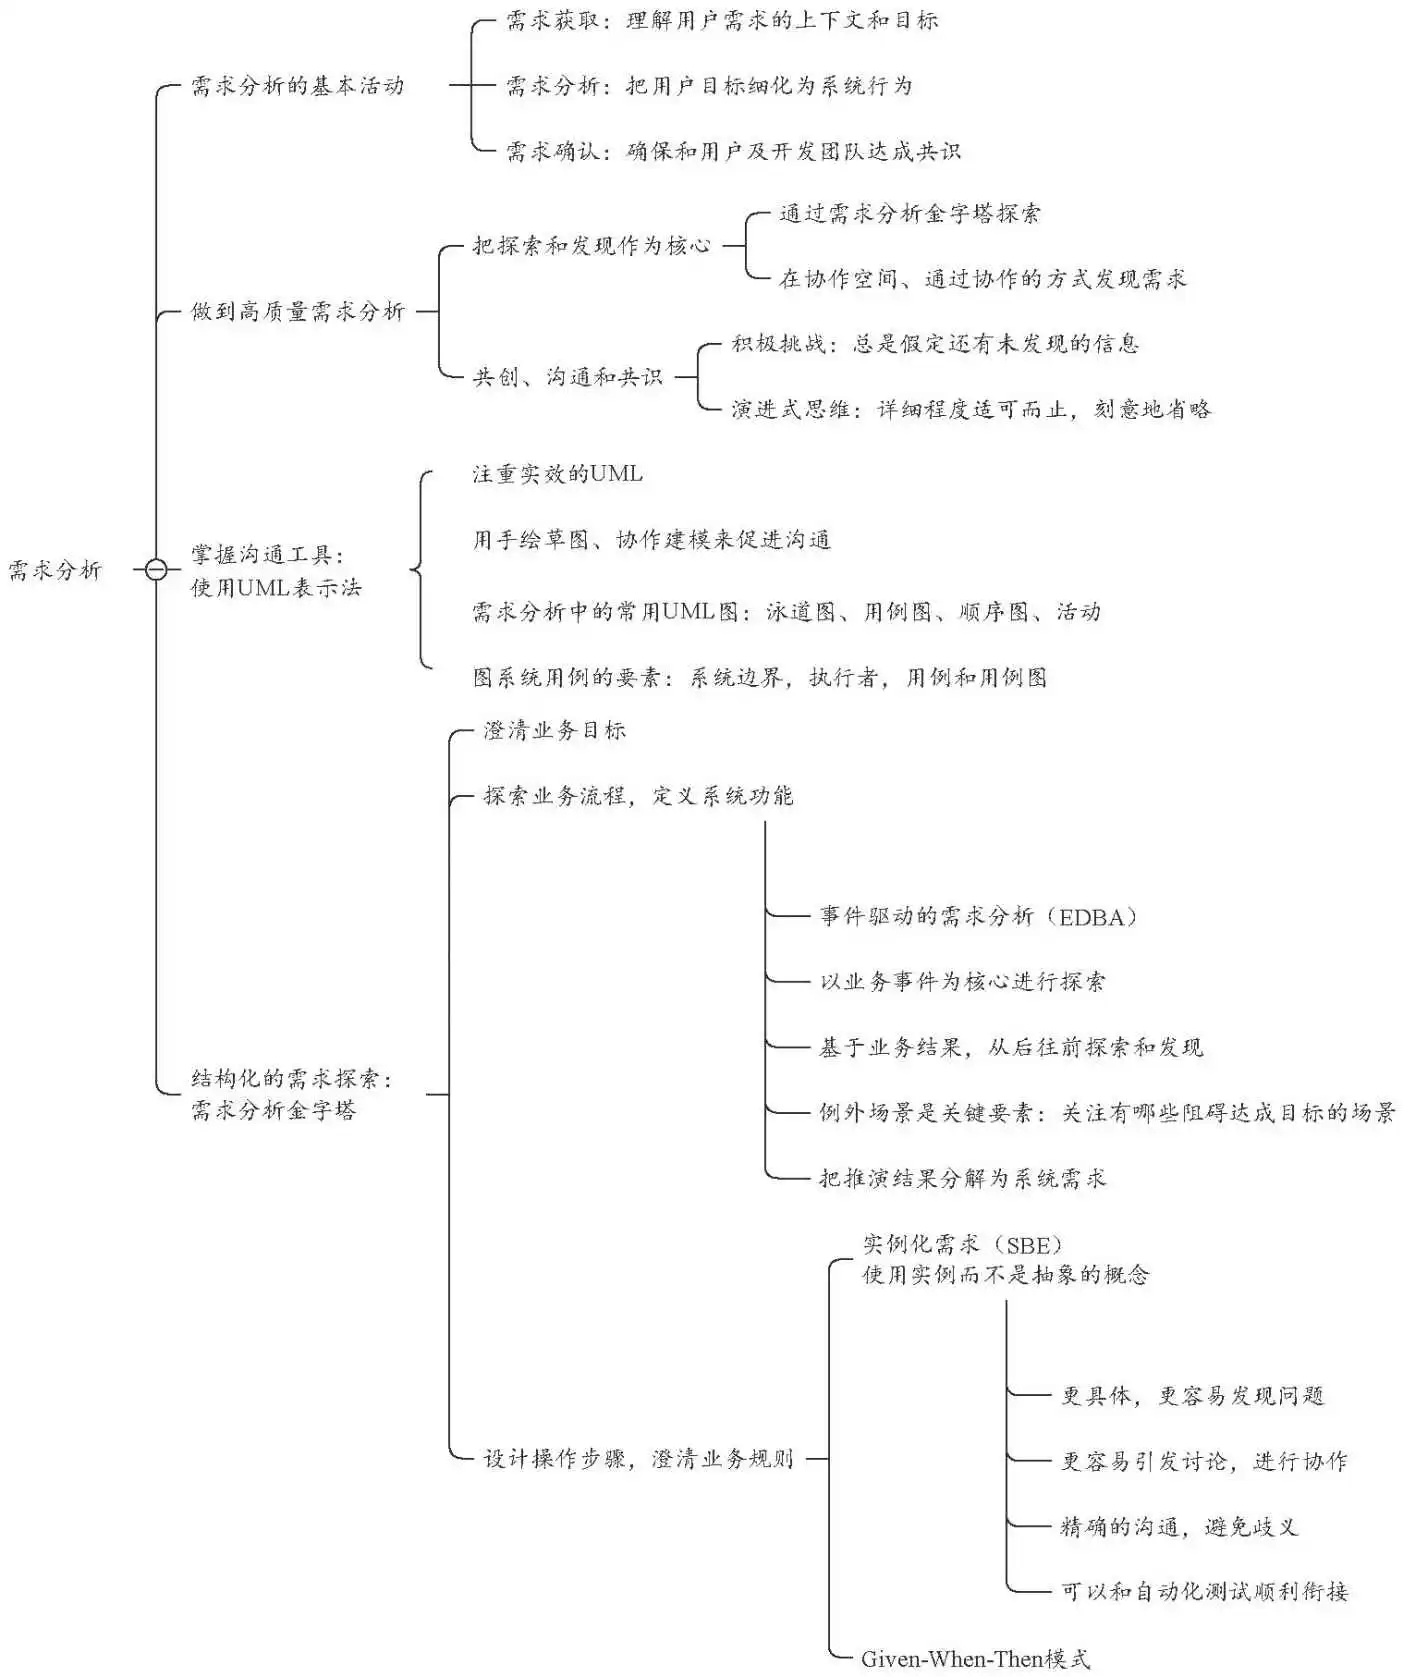 需求获取：理解用户需求的上下文和目标
需求分析的基本活动
需求分析：把用户目标细化为系统行为
需求确认：确保和用户及开发团队达成共识
通过需求分析金字塔探索
把探索和发现作为核心
在协作空间、通过协作的方式发现需求
做到高质量需求分析
积极挑战：总是假定还有未发现的信息
共创、沟通和共识
演进式思维：详细程度适可而止，刻意地省略
注重实效的UML
用手绘草图、协作建模来促进沟通
需求分析
掌握沟通工具：
使用UML表示法
需求分析中的常用UML图：泳道图、用例图、顺序图、活动
图系统用例的要素：系统边界，执行者，用例和用例图
澄清业务目标
探索业务流程，定义系统功能
事件驱动的需求分析（EDBA）
以业务事件为核心进行探索
基于业务结果，从后往前探索和发现
结构化的需求探索：
需求分析金字塔
例外场景是关键要素：关注有哪些阻碍达成目标的场景
把推演结果分解为系统需求
实例化需求（SBE）
使用实例而不是抽象的概念
更具体，更容易发现问题
设计操作步骤，澄清业务规则
更容易引发讨论，进行协作
精确的沟通，避免歧义
可以和自动化测试顺利衔接
Given-When-Then模式